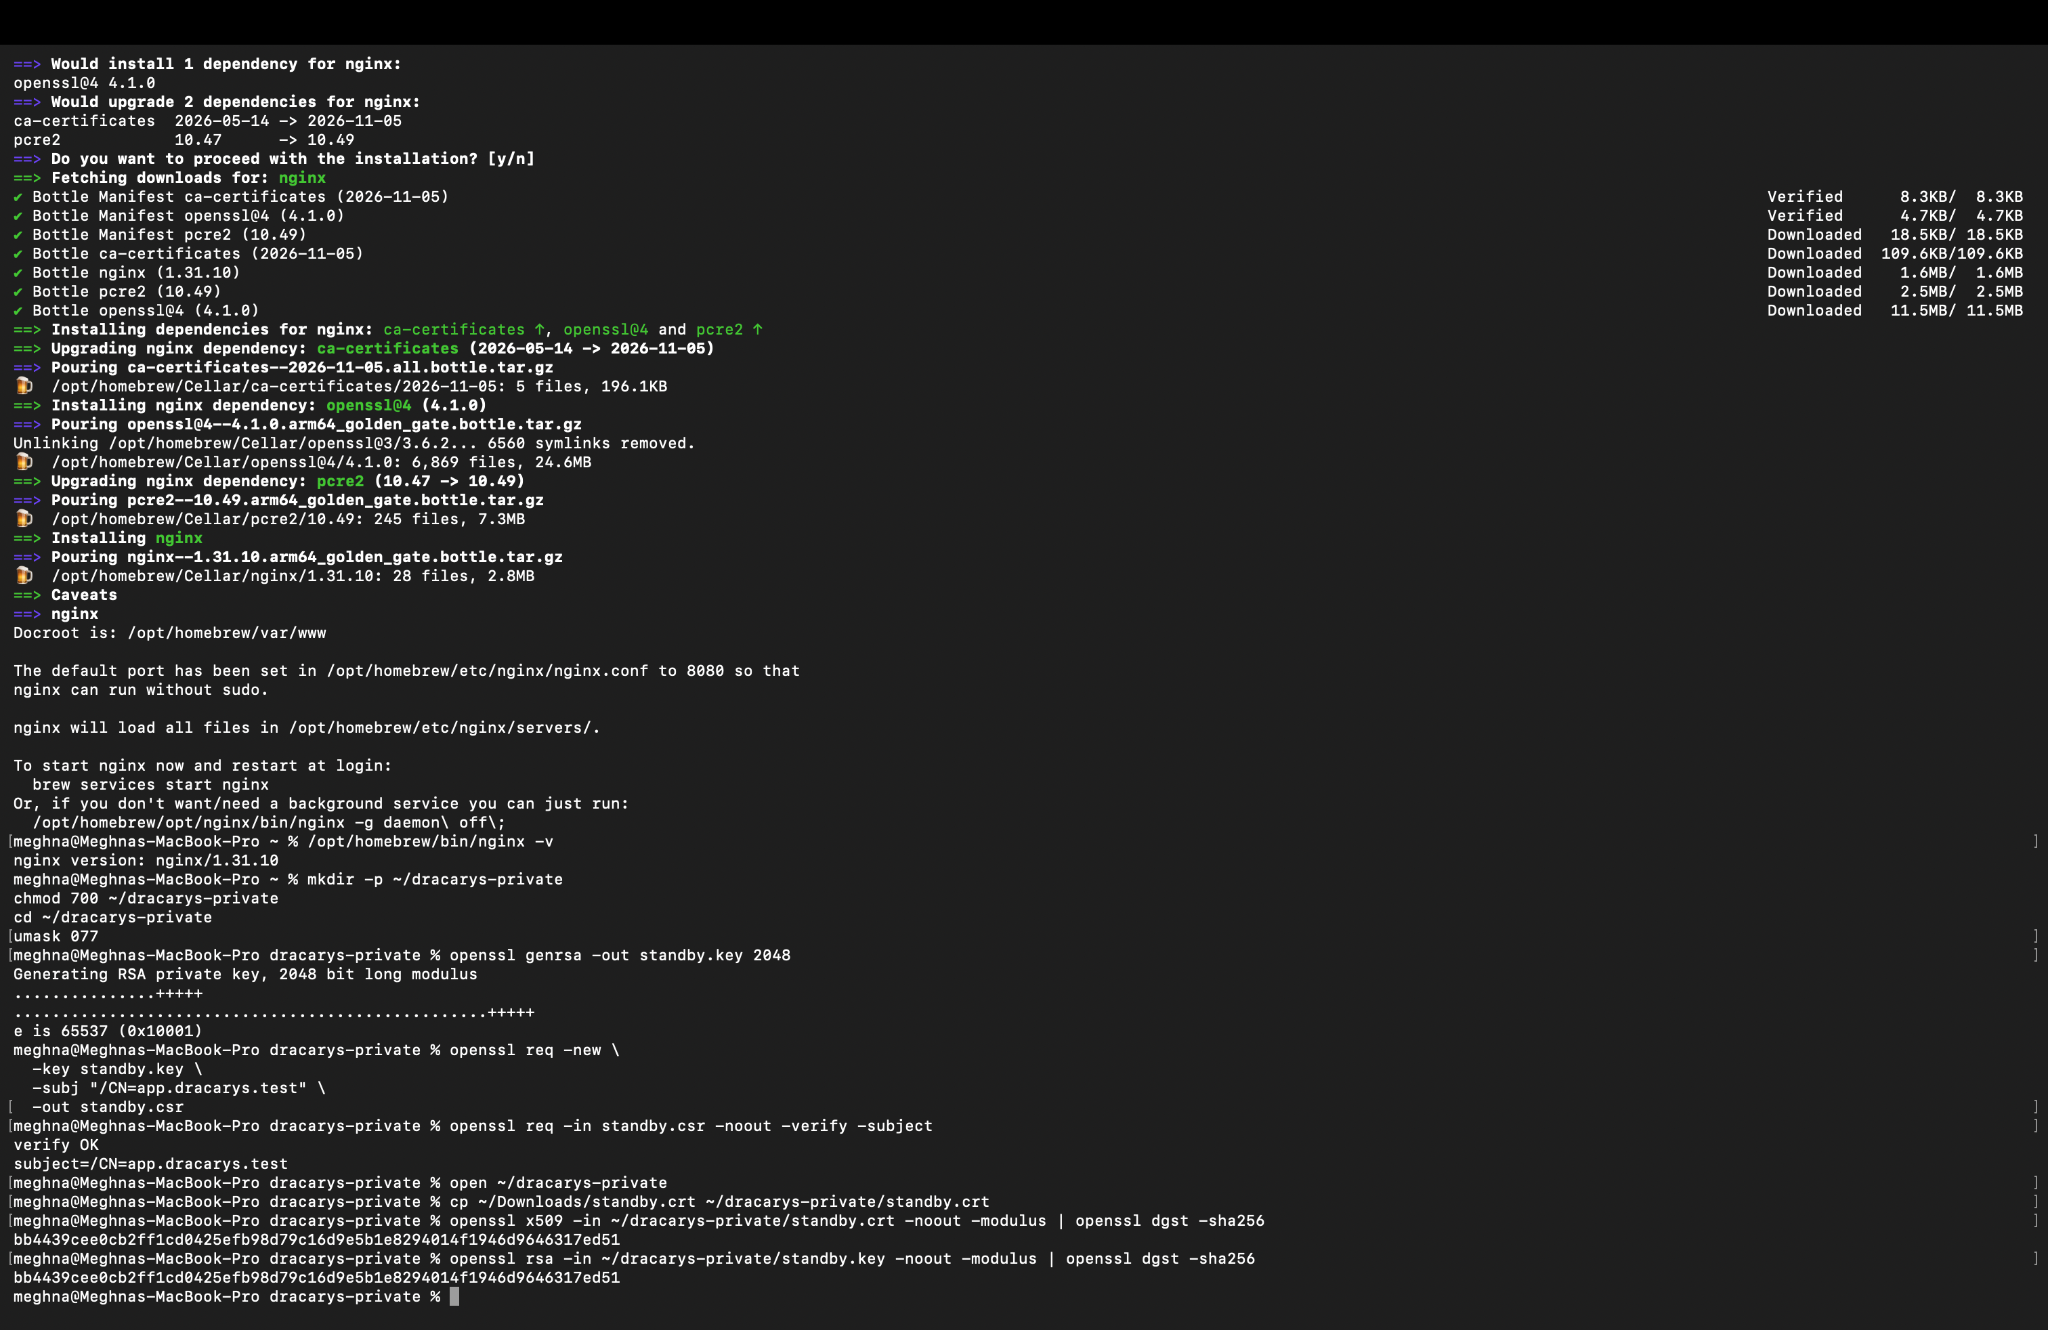 ==> Would install 1 dependency for nginx:
openssl@4 4.1.0
==> Would upgrade 2 dependencies for nginx:
ca-certificates  2026-05-14 -> 2026-11-05
pcre2            10.47      -> 10.49
==> Do you want to proceed with the installation? [y/n]
==> Fetching downloads for: nginx
✔ Bottle Manifest ca-certificates (2026-11-05) Verified 8.3KB/ 8.3KB
✔ Bottle Manifest openssl@4 (4.1.0) Verified 4.7KB/ 4.7KB
✔ Bottle Manifest pcre2 (10.49) Downloaded 18.5KB/ 18.5KB
✔ Bottle ca-certificates (2026-11-05) Downloaded 109.6KB/109.6KB
✔ Bottle nginx (1.31.10) Downloaded 1.6MB/ 1.6MB
✔ Bottle pcre2 (10.49) Downloaded 2.5MB/ 2.5MB
✔ Bottle openssl@4 (4.1.0) Downloaded 11.5MB/ 11.5MB
==> Installing dependencies for nginx: ca-certificates ↑, openssl@4 and pcre2 ↑
==> Upgrading nginx dependency: ca-certificates (2026-05-14 -> 2026-11-05)
==> Pouring ca-certificates--2026-11-05.all.bottle.tar.gz
🍺  /opt/homebrew/Cellar/ca-certificates/2026-11-05: 5 files, 196.1KB
==> Installing nginx dependency: openssl@4 (4.1.0)
==> Pouring openssl@4--4.1.0.arm64_golden_gate.bottle.tar.gz
Unlinking /opt/homebrew/Cellar/openssl@3/3.6.2... 6560 symlinks removed.
🍺  /opt/homebrew/Cellar/openssl@4/4.1.0: 6,869 files, 24.6MB
==> Upgrading nginx dependency: pcre2 (10.47 -> 10.49)
==> Pouring pcre2--10.49.arm64_golden_gate.bottle.tar.gz
🍺  /opt/homebrew/Cellar/pcre2/10.49: 245 files, 7.3MB
==> Installing nginx
==> Pouring nginx--1.31.10.arm64_golden_gate.bottle.tar.gz
🍺  /opt/homebrew/Cellar/nginx/1.31.10: 28 files, 2.8MB
==> Caveats
==> nginx
Docroot is: /opt/homebrew/var/www

The default port has been set in /opt/homebrew/etc/nginx/nginx.conf to 8080 so that
nginx can run without sudo.

nginx will load all files in /opt/homebrew/etc/nginx/servers/.

To start nginx now and restart at login:
  brew services start nginx
Or, if you don't want/need a background service you can just run:
  /opt/homebrew/opt/nginx/bin/nginx -g daemon\ off\;
[meghna@Meghnas-MacBook-Pro ~ % /opt/homebrew/bin/nginx -v ]
nginx version: nginx/1.31.10
meghna@Meghnas-MacBook-Pro ~ % mkdir -p ~/dracarys-private
chmod 700 ~/dracarys-private
cd ~/dracarys-private
[umask 077 ]
[meghna@Meghnas-MacBook-Pro dracarys-private % openssl genrsa -out standby.key 2048 ]
Generating RSA private key, 2048 bit long modulus
...............+++++
..................................................+++++
e is 65537 (0x10001)
meghna@Meghnas-MacBook-Pro dracarys-private % openssl req -new \
  -key standby.key \
  -subj "/CN=app.dracarys.test" \
[  -out standby.csr ]
[meghna@Meghnas-MacBook-Pro dracarys-private % openssl req -in standby.csr -noout -verify -subject ]
verify OK
subject=/CN=app.dracarys.test
[meghna@Meghnas-MacBook-Pro dracarys-private % open ~/dracarys-private ]
[meghna@Meghnas-MacBook-Pro dracarys-private % cp ~/Downloads/standby.crt ~/dracarys-private/standby.crt ]
[meghna@Meghnas-MacBook-Pro dracarys-private % openssl x509 -in ~/dracarys-private/standby.crt -noout -modulus | openssl dgst -sha256 ]
bb4439cee0cb2ff1cd0425efb98d79c16d9e5b1e8294014f1946d9646317ed51
[meghna@Meghnas-MacBook-Pro dracarys-private % openssl rsa -in ~/dracarys-private/standby.key -noout -modulus | openssl dgst -sha256 ]
bb4439cee0cb2ff1cd0425efb98d79c16d9e5b1e8294014f1946d9646317ed51
meghna@Meghnas-MacBook-Pro dracarys-private %